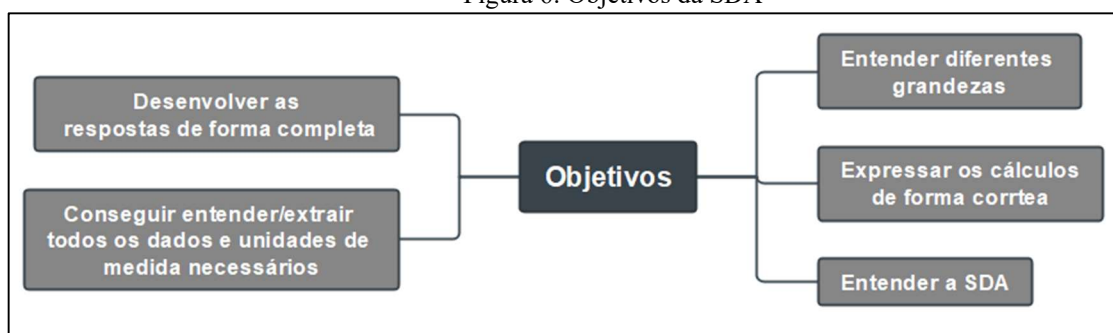 Figura 6: Objetivos da SDA
Desenvolver as
respostas de forma completa
Conseguir entender/extrair
todos os dados e unidades de
medida necessários
Objetivos
Entender diferentes
grandezas
Expressar os cálculos
de forma corrtea
Entender a SDA